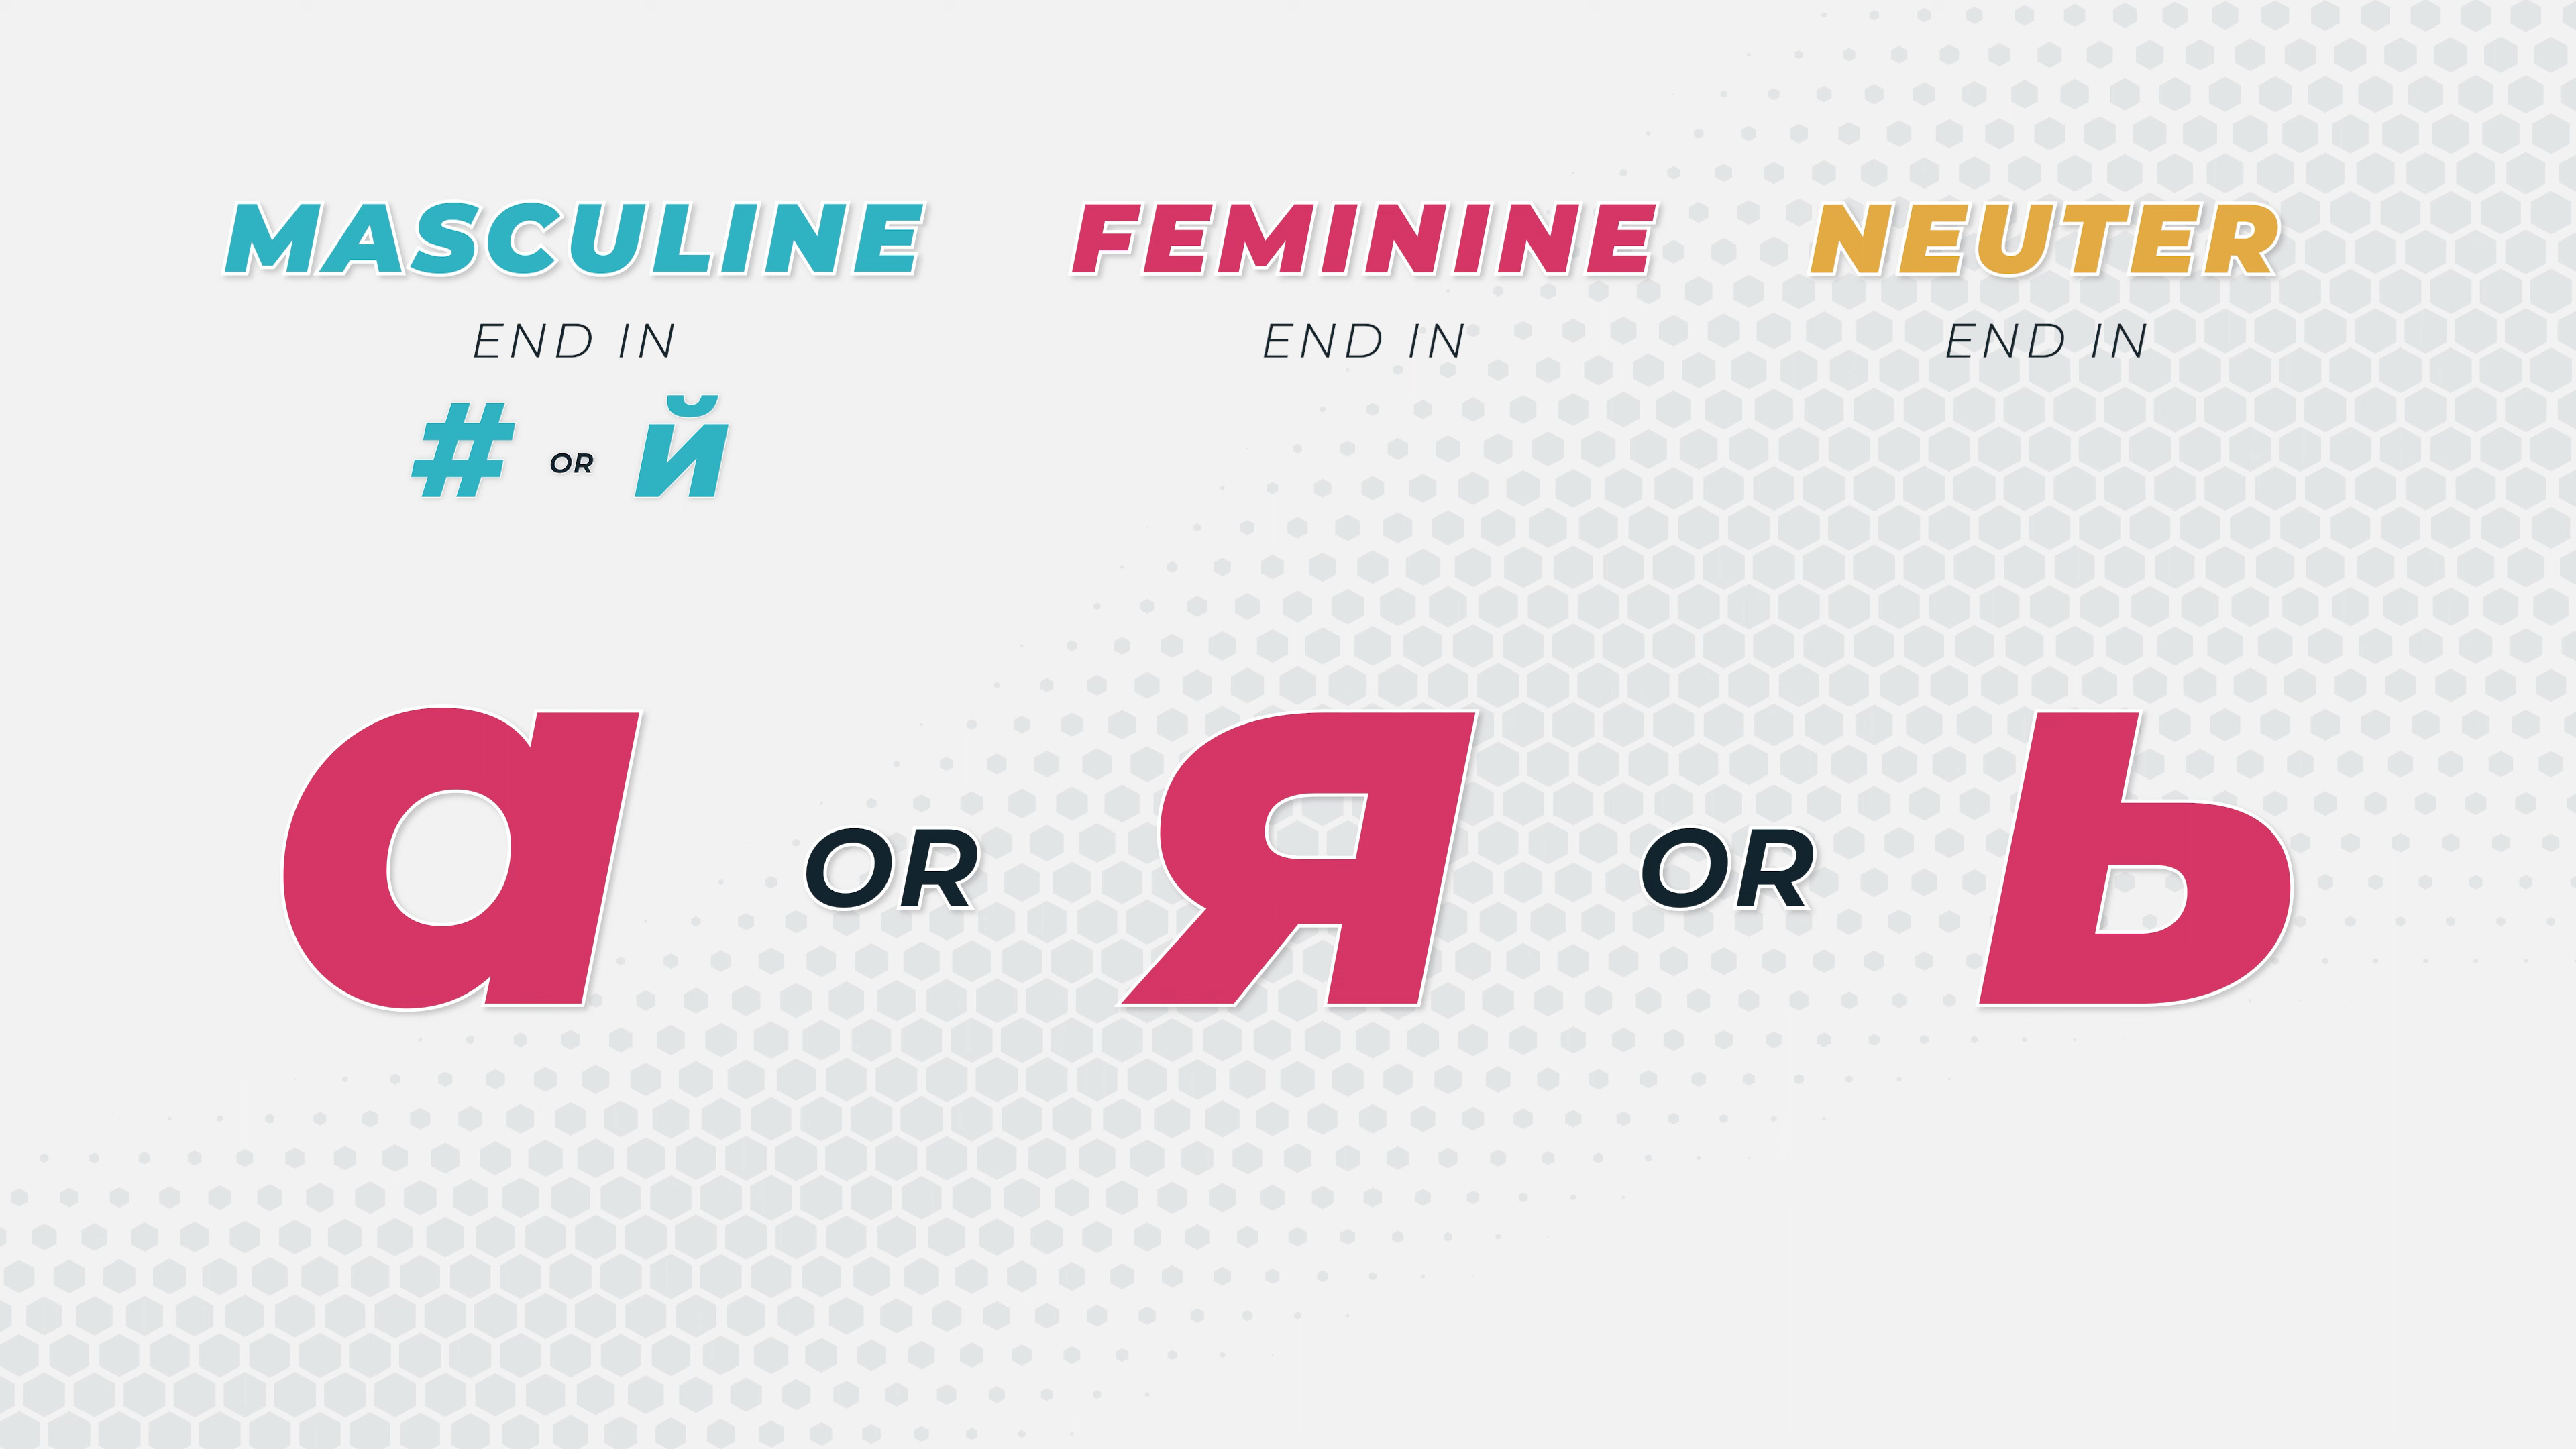 MASCULINE FEMININE NEUTER
END IN END IN END IN
# OR й
а OR я OR ь